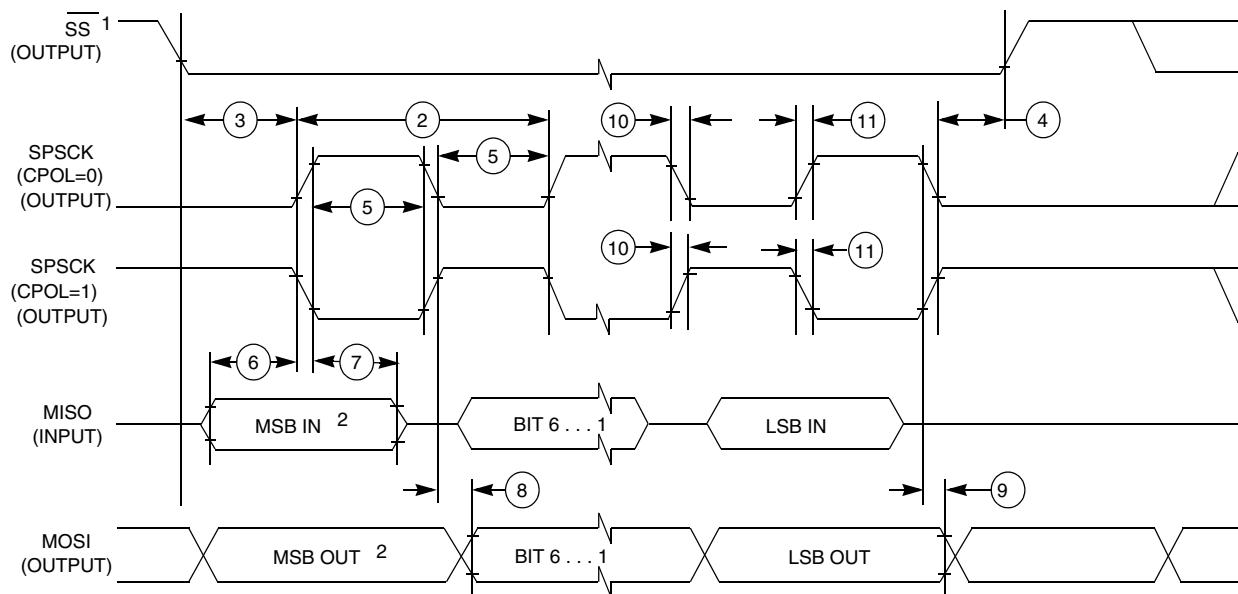 SS 1
(OUTPUT)
3
2
10
11
4
SPSCK
(CPOL=0)
(OUTPUT)
5
5
10
11
SPSCK
(CPOL=1)
(OUTPUT)
6
7
MISO
(INPUT)
MSB IN 2
BIT 6 . . . 1
LSB IN
8
9
MOSI
(OUTPUT)
MSB OUT 2
BIT 6 . . . 1
LSB OUT